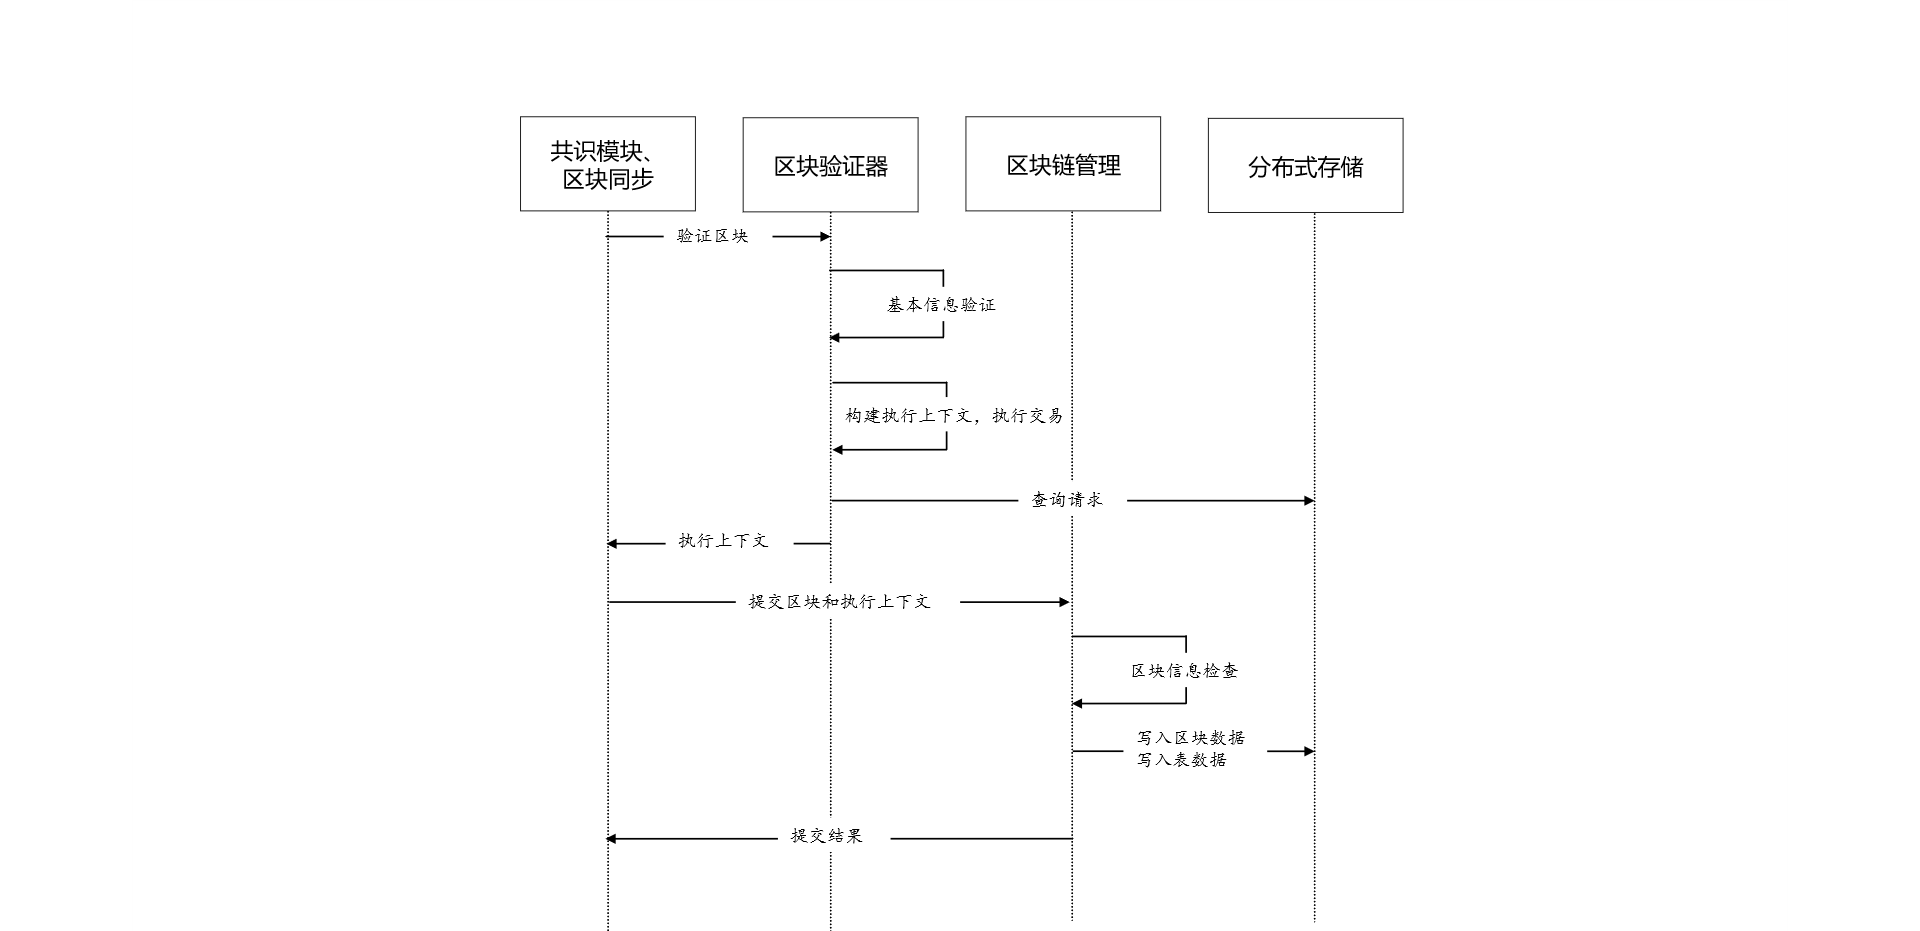 共识模块、
区块同步
区块验证器
区块链管理
分布式存储
验证区块
基本信息验证
构建执行上下文，执行交易
查询请求
执行上下文
提交区块和执行上下文
区块信息检查
写入区块数据
写入表数据
提交结果